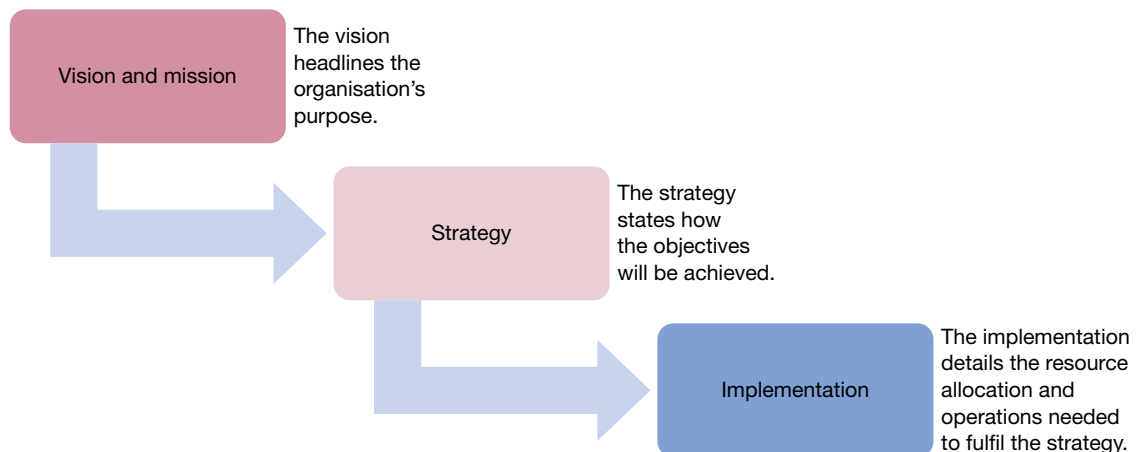 Vision and mission
The vision
headlines the
organisation’s
purpose.
Strategy
The strategy
states how
the objectives
will be achieved.
Implementation
The implementation
details the resource
allocation and
operations needed
to fulfil the strategy.